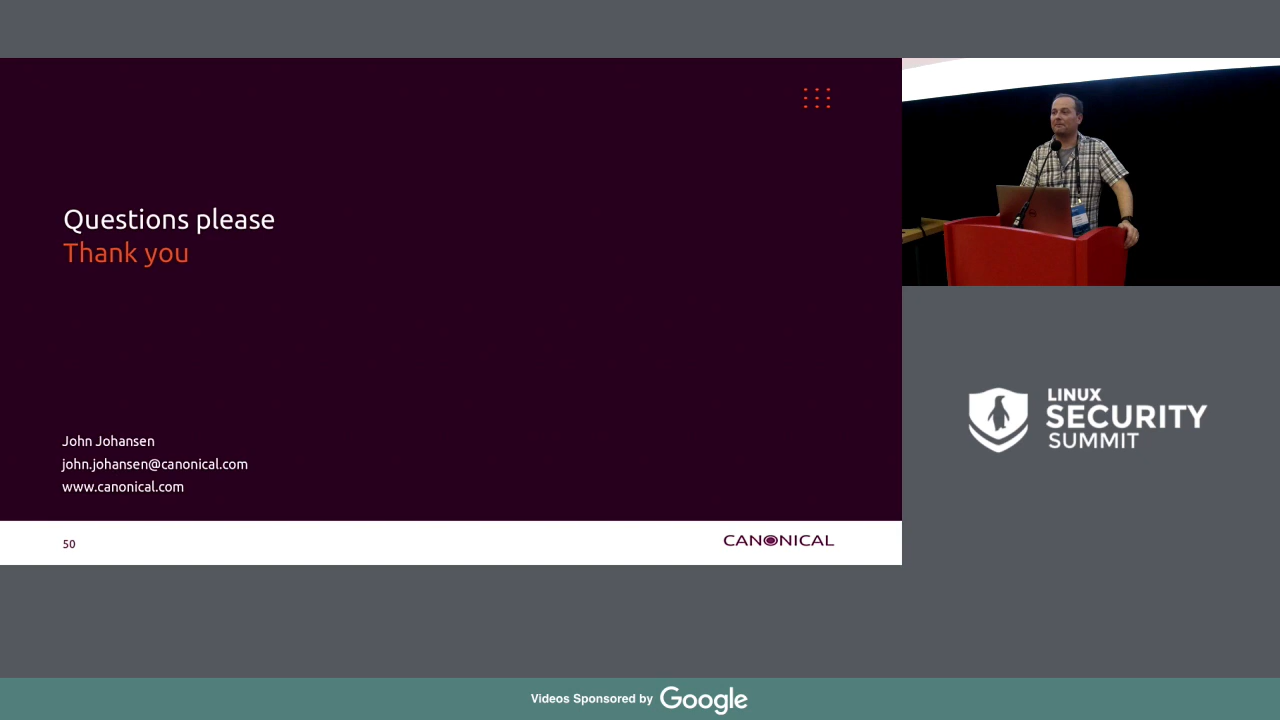 Questions please
Thank you
John Johansen
john.johansen@canonical.com
www.canonical.com
50
CANONICAL
LINUX
SECURITY
SUMMIT
Videos Sponsored by Google